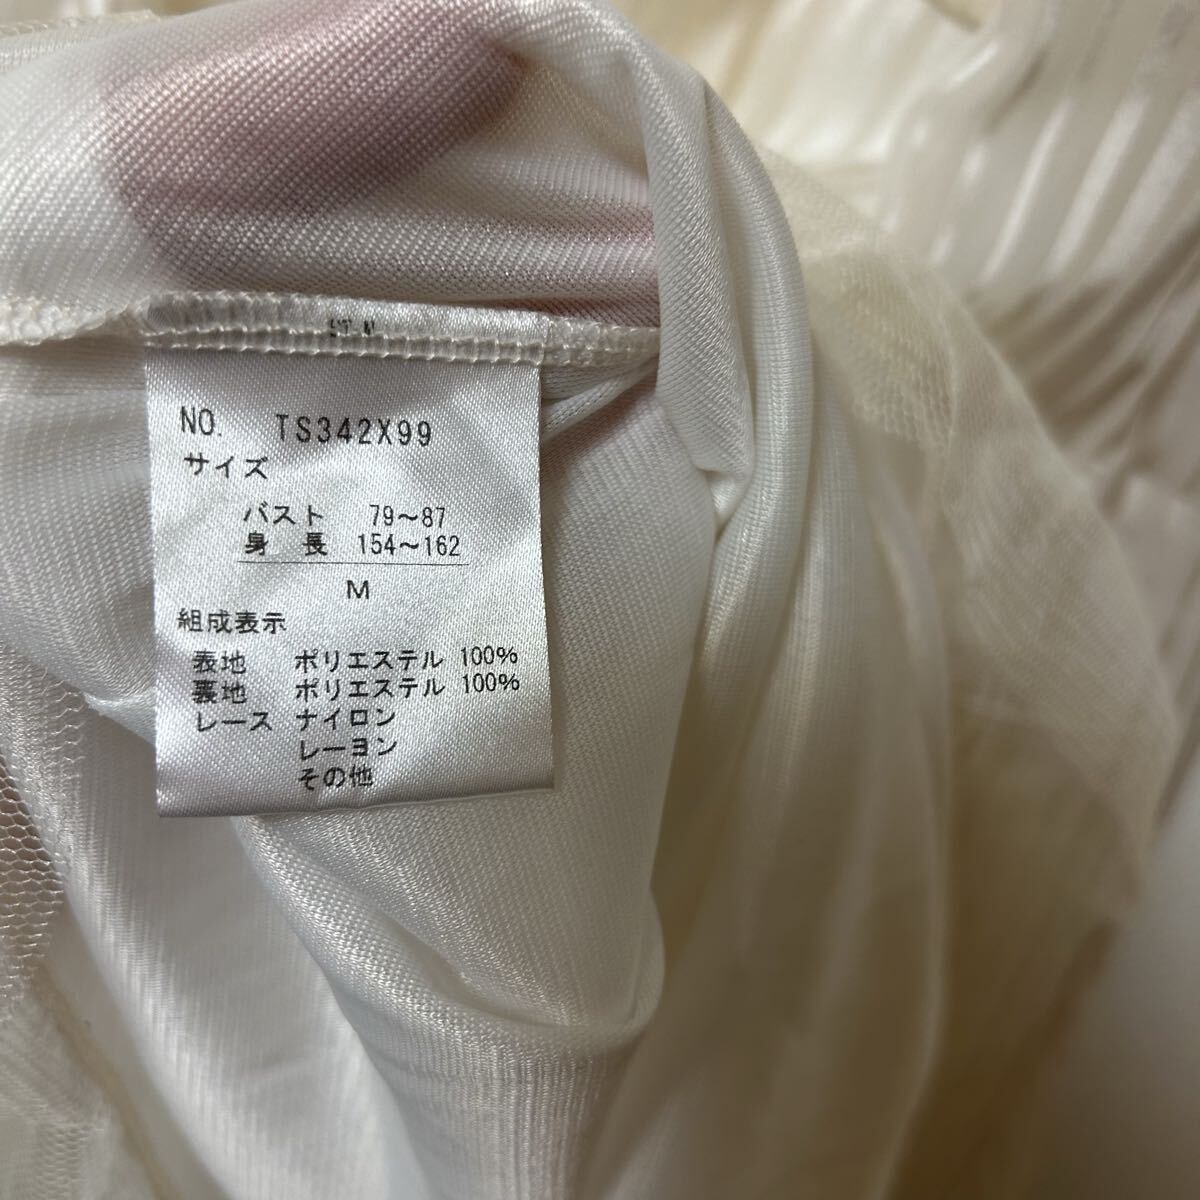 NO. TS342X99
サイズ
バスト 79～87
身長 154～162
M
組成表示
表地 ポリエステル 100%
裏地 ポリエステル 100%
レース ナイロン
レーヨン
その他